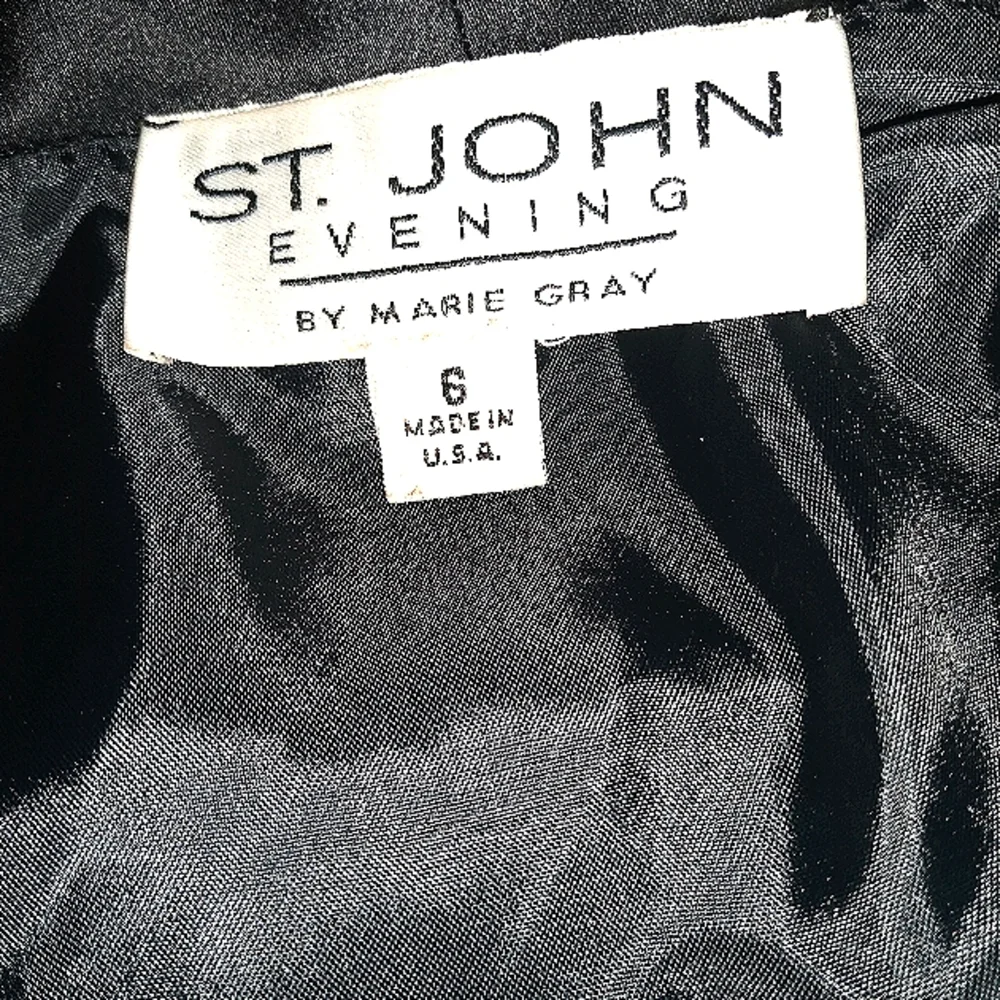 ST. JOHN
EVENING
BY MARIE GRAY
6
MADE IN
U.S.A.